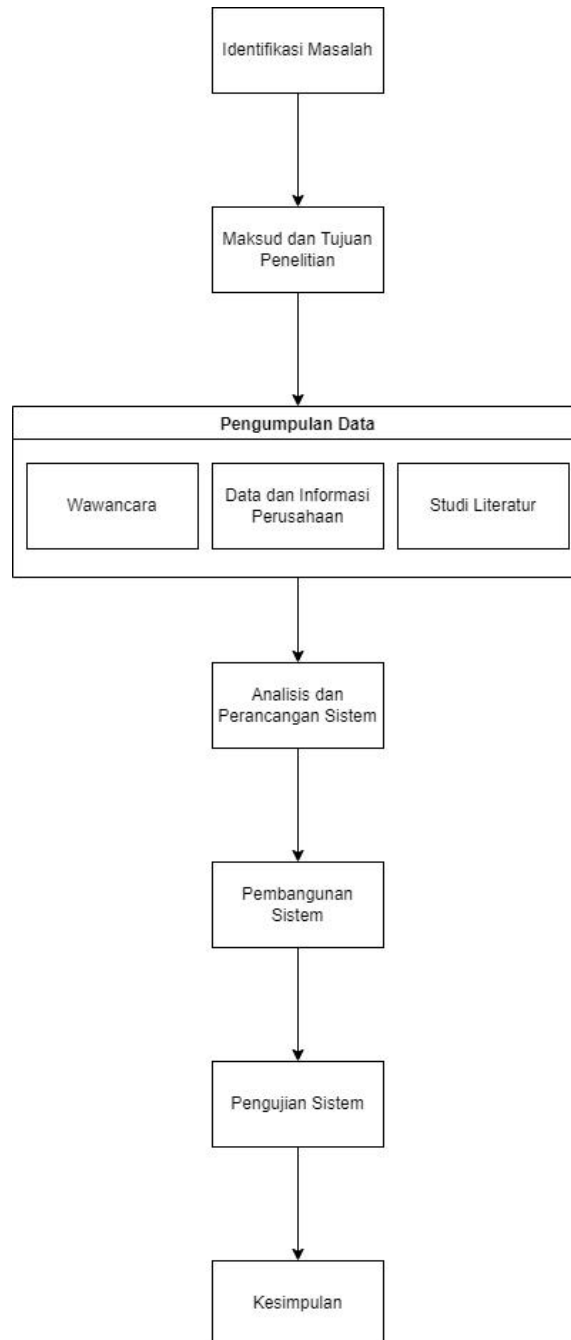 Identifikasi Masalah
Maksud dan Tujuan
Penelitian
Pengumpulan Data
Wawancara
Data dan Informasi
Perusahaan
Studi Literatur
Analisis dan
Perancangan Sistem
Pembangunan
Sistem
Pengujian Sistem
Kesimpulan